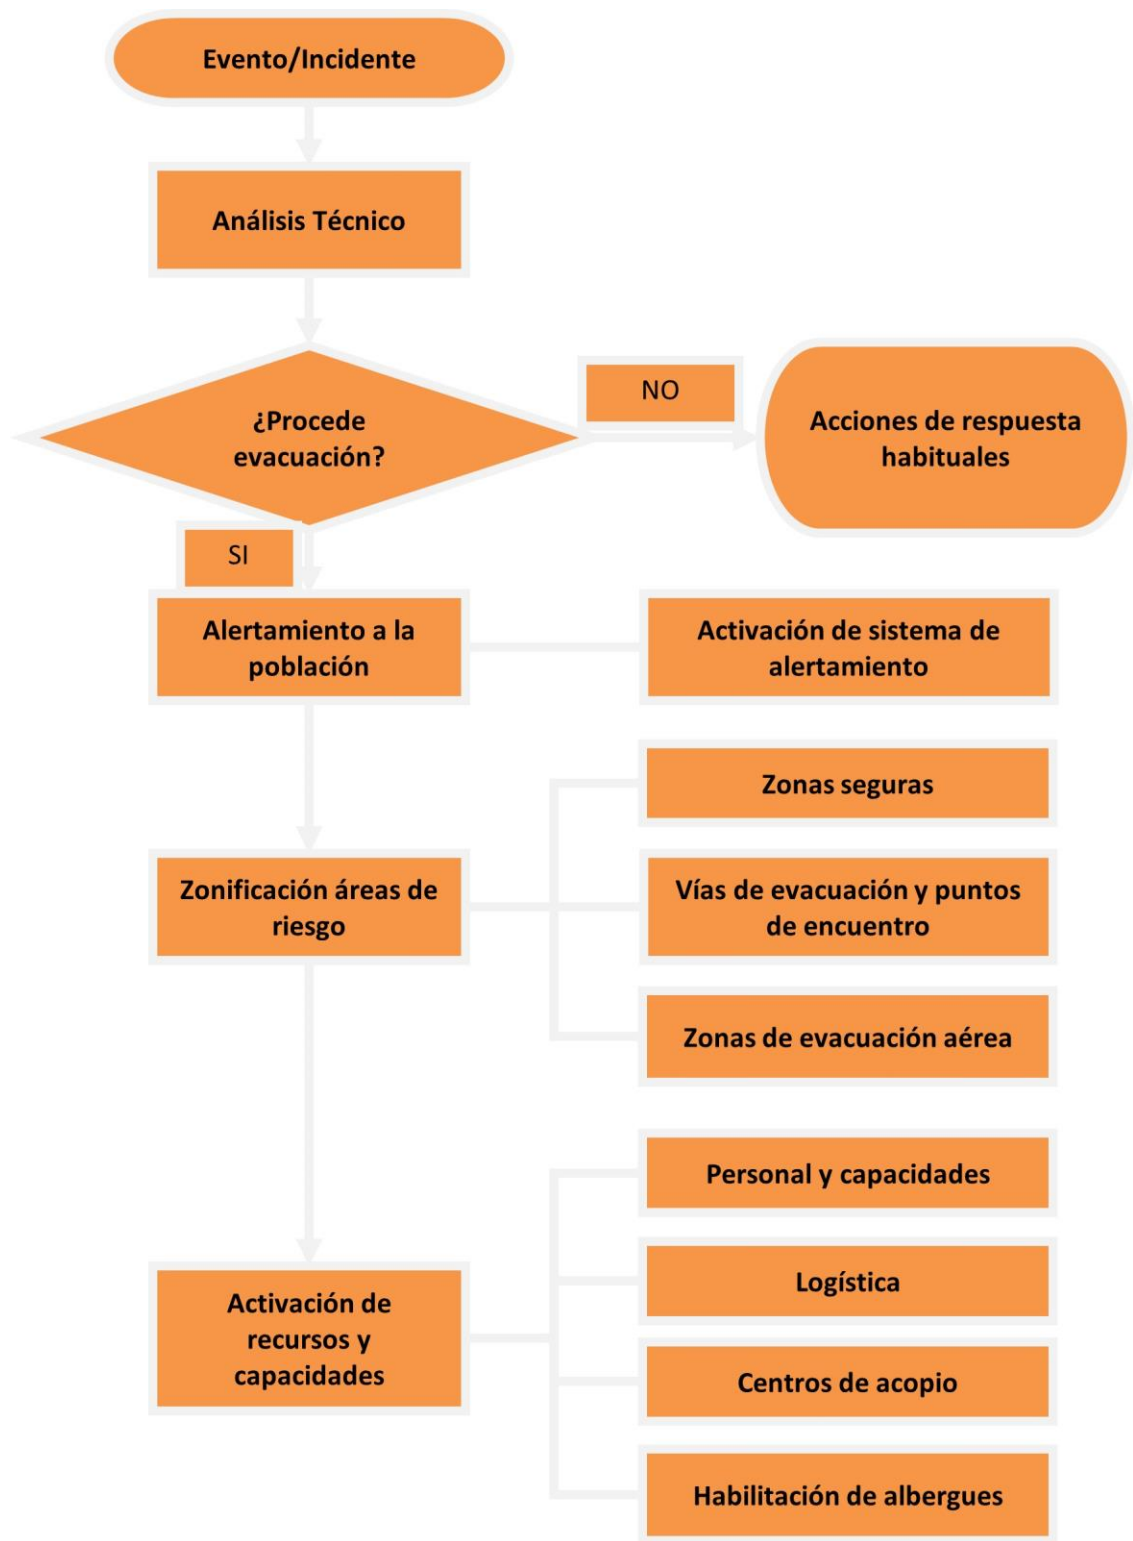 Evento/Incidente
Análisis Técnico
¿Procede
evacuación?
NO
Acciones de respuesta
habituales
SI
Alertamiento a la
población
Activación de sistema de
alertamiento
Zonas seguras
Zonificación áreas de
riesgo
Vías de evacuación y puntos
de encuentro
Zonas de evacuación aérea
Personal y capacidades
Logística
Activación de
recursos y
capacidades
Centros de acopio
Habilitación de albergues